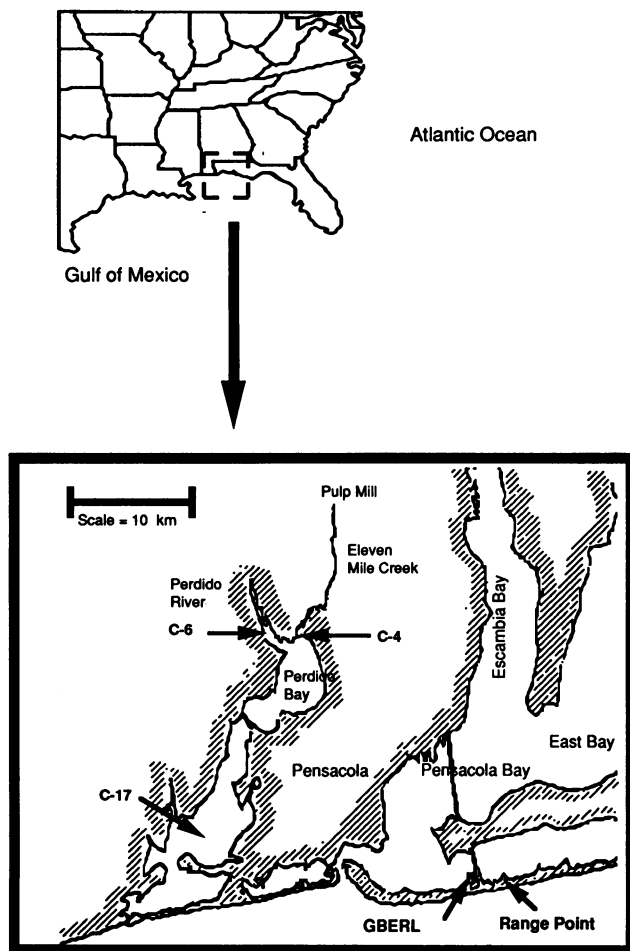 Atlantic Ocean
Gulf of Mexico
Pulp Mill
Scale = 10 km
Eleven
Mile Creek
Perdido
River
C-6
C-4
Escambia Bay
Perdido
Bay
East Bay
Pensacola
Pensacola Bay
C-17
GBERL
Range Point